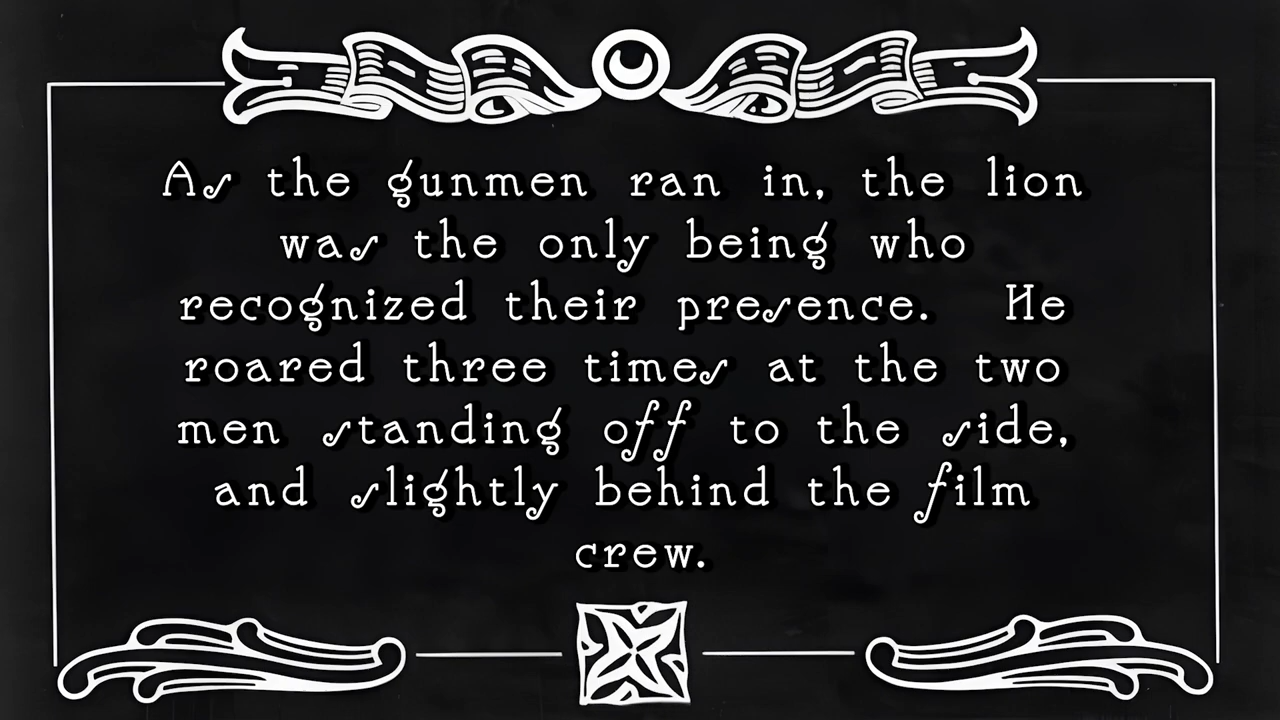 As the gunmen ran in, the lion
was the only being who
recognized their presence. He
roared three times at the two
men standing off to the side,
and slightly behind the film
crew.